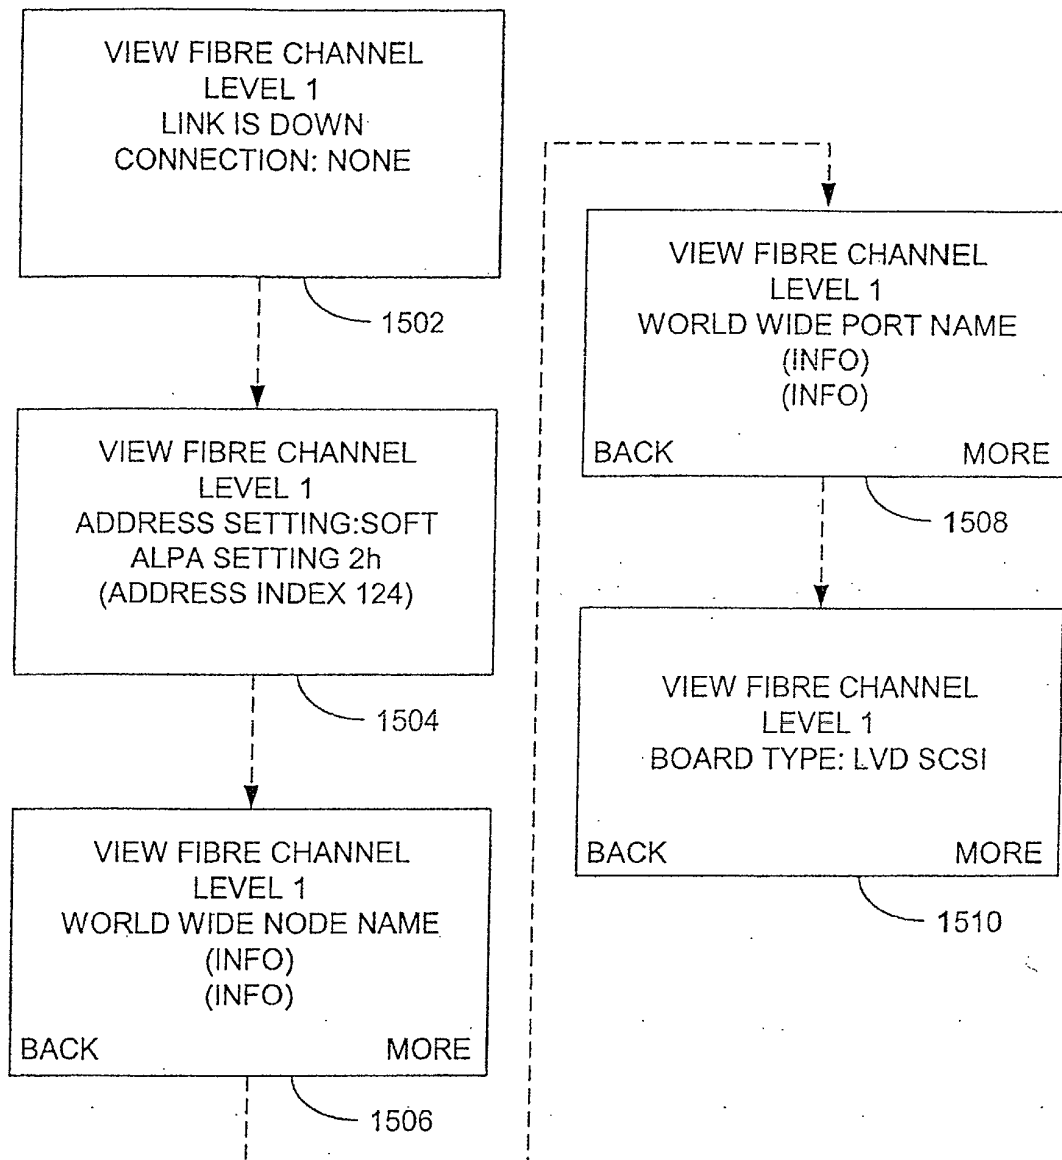 VIEW FIBRE CHANNEL
LEVEL 1
LINK IS DOWN
CONNECTION: NONE
1502
VIEW FIBRE CHANNEL
LEVEL 1
ADDRESS SETTING:SOFT
ALPA SETTING 2h
(ADDRESS INDEX 124)
1504
VIEW FIBRE CHANNEL
LEVEL 1
WORLD WIDE NODE NAME
(INFO)
(INFO)
BACK MORE
1506
VIEW FIBRE CHANNEL
LEVEL 1
WORLD WIDE PORT NAME
(INFO)
(INFO)
BACK MORE
1508
VIEW FIBRE CHANNEL
LEVEL 1
BOARD TYPE: LVD SCSI
BACK MORE
1510